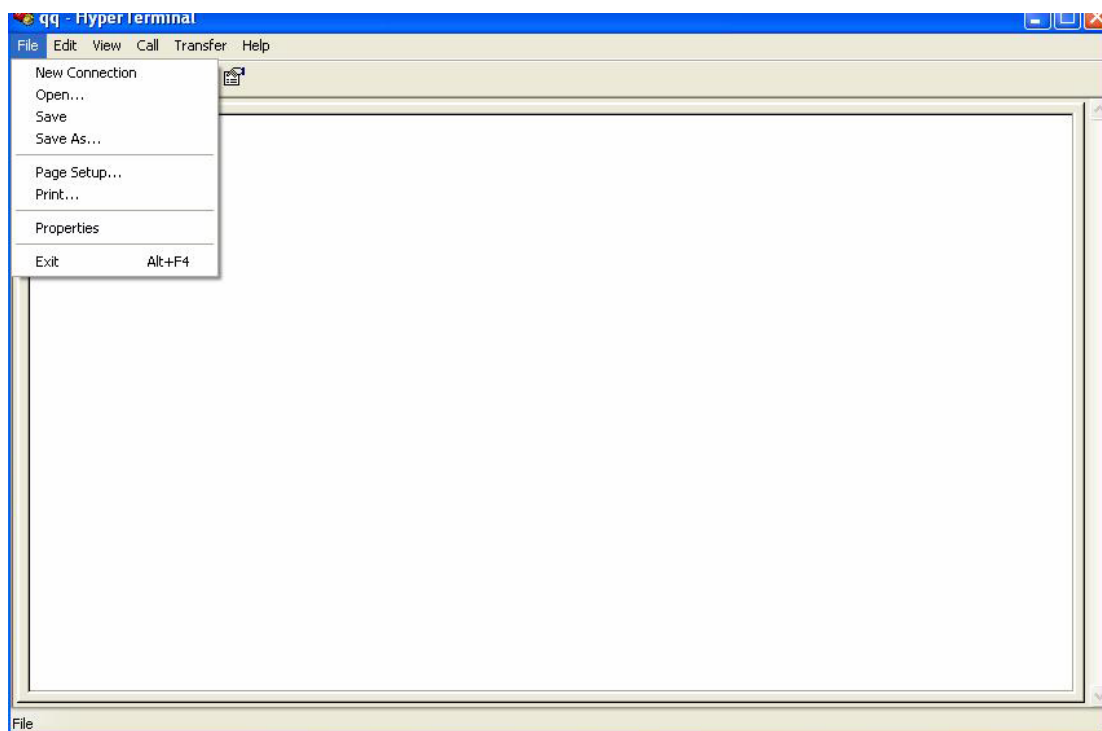 qq - HyperTerminal
File Edit View Call Transfer Help
New Connection
Open...
Save
Save As...
Page Setup...
Print...
Properties
Exit Alt+F4
File